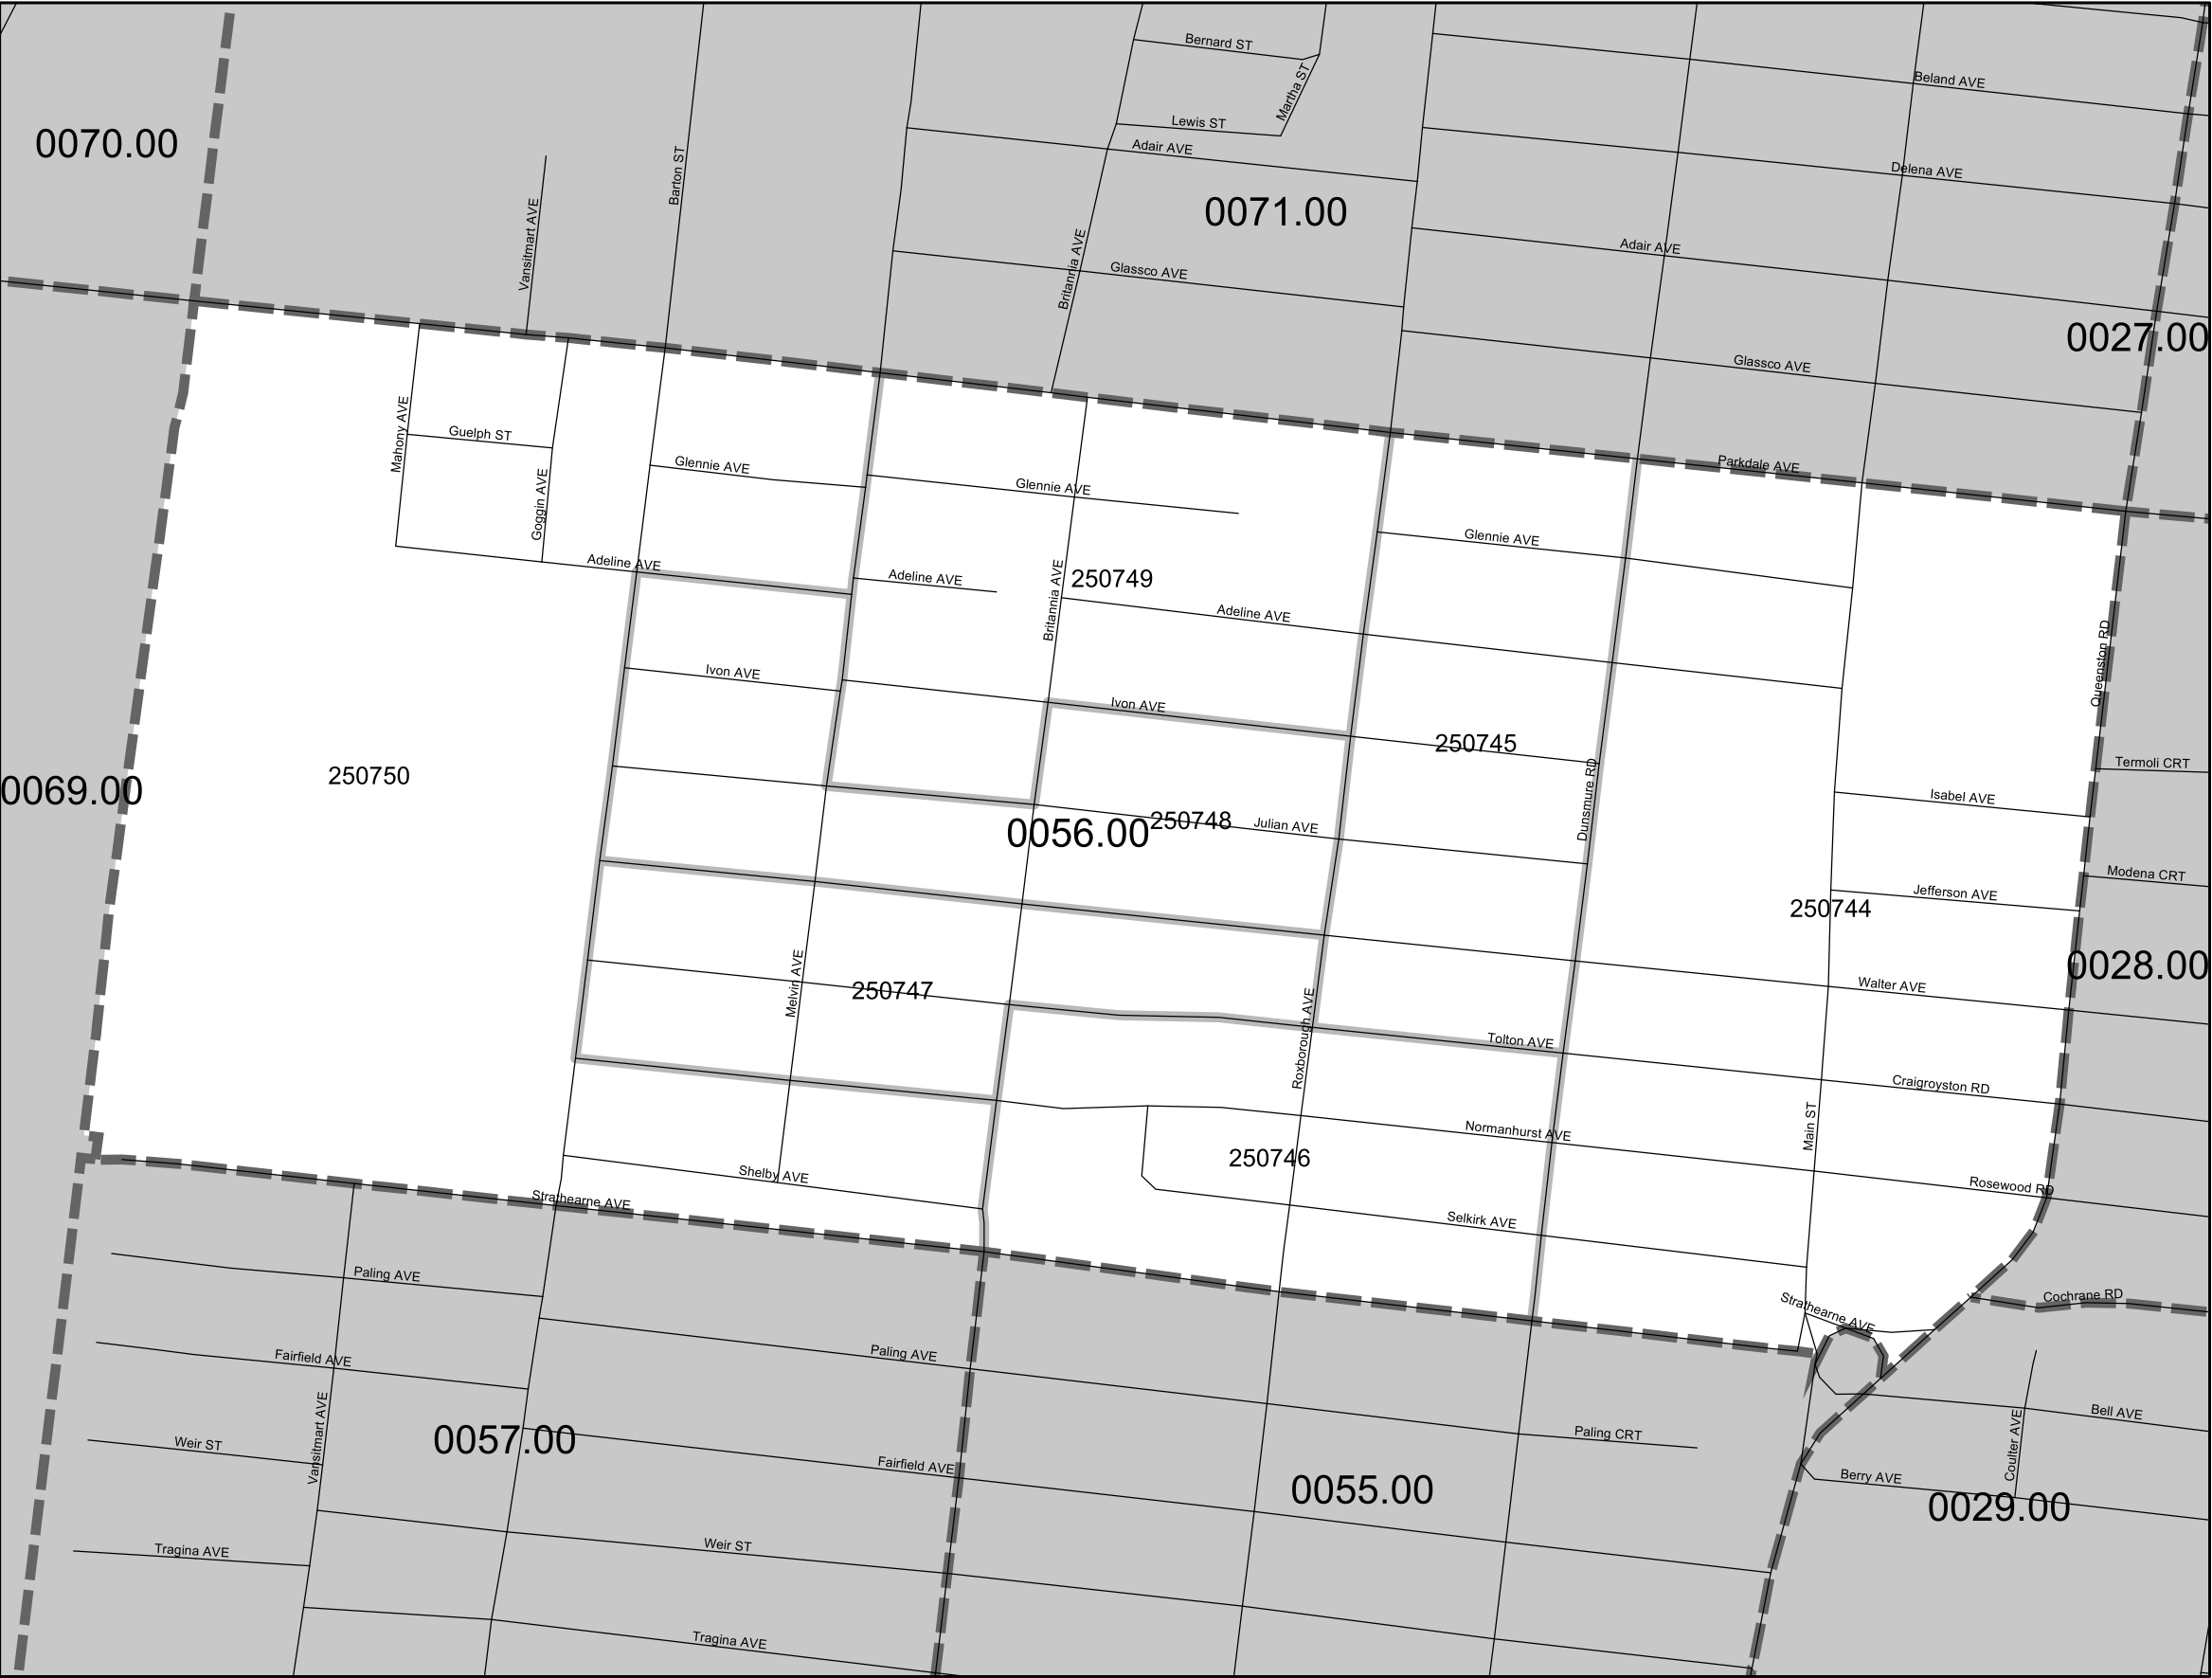 Bernard ST
Martha ST
Beland AVE
Lewis ST
0070.00
Adair AVE
Barton ST
Delena AVE
0071.00
Vansitmart AVE
Adair AVE
Britannia AVE
Glassco AVE
0027.00
Glassco AVE
Mahony AVE
Guelph ST
Glennie AVE
Parkdale AVE
Goggin AVE
Glennie AVE
Glennie AVE
Adeline AVE
Adeline AVE
Britannia AVE
250749
Adeline AVE
Queenston RD
Ivon AVE
Ivon AVE
250745
Termoli CRT
250750
0069.00
Dunsmure RD
Isabel AVE
0056.00
250748
Julian AVE
Modena CRT
Jefferson AVE
250744
0028.00
Melvin AVE
250747
Walter AVE
Roxborough AVE
Tolton AVE
Craigroyston RD
Main ST
Normanhurst AVE
250746
Shelby AVE
Rosewood RD
Strathearne AVE
Selkirk AVE
Paling AVE
Cochrane RD
Strathearne AVE
Fairfield AVE
Paling AVE
Vansitmart AVE
Weir ST
0057.00
Bell AVE
Coulter AVE
Paling CRT
Fairfield AVE
Berry AVE
0055.00
0029.00
Tragina AVE
Weir ST
Tragina AVE